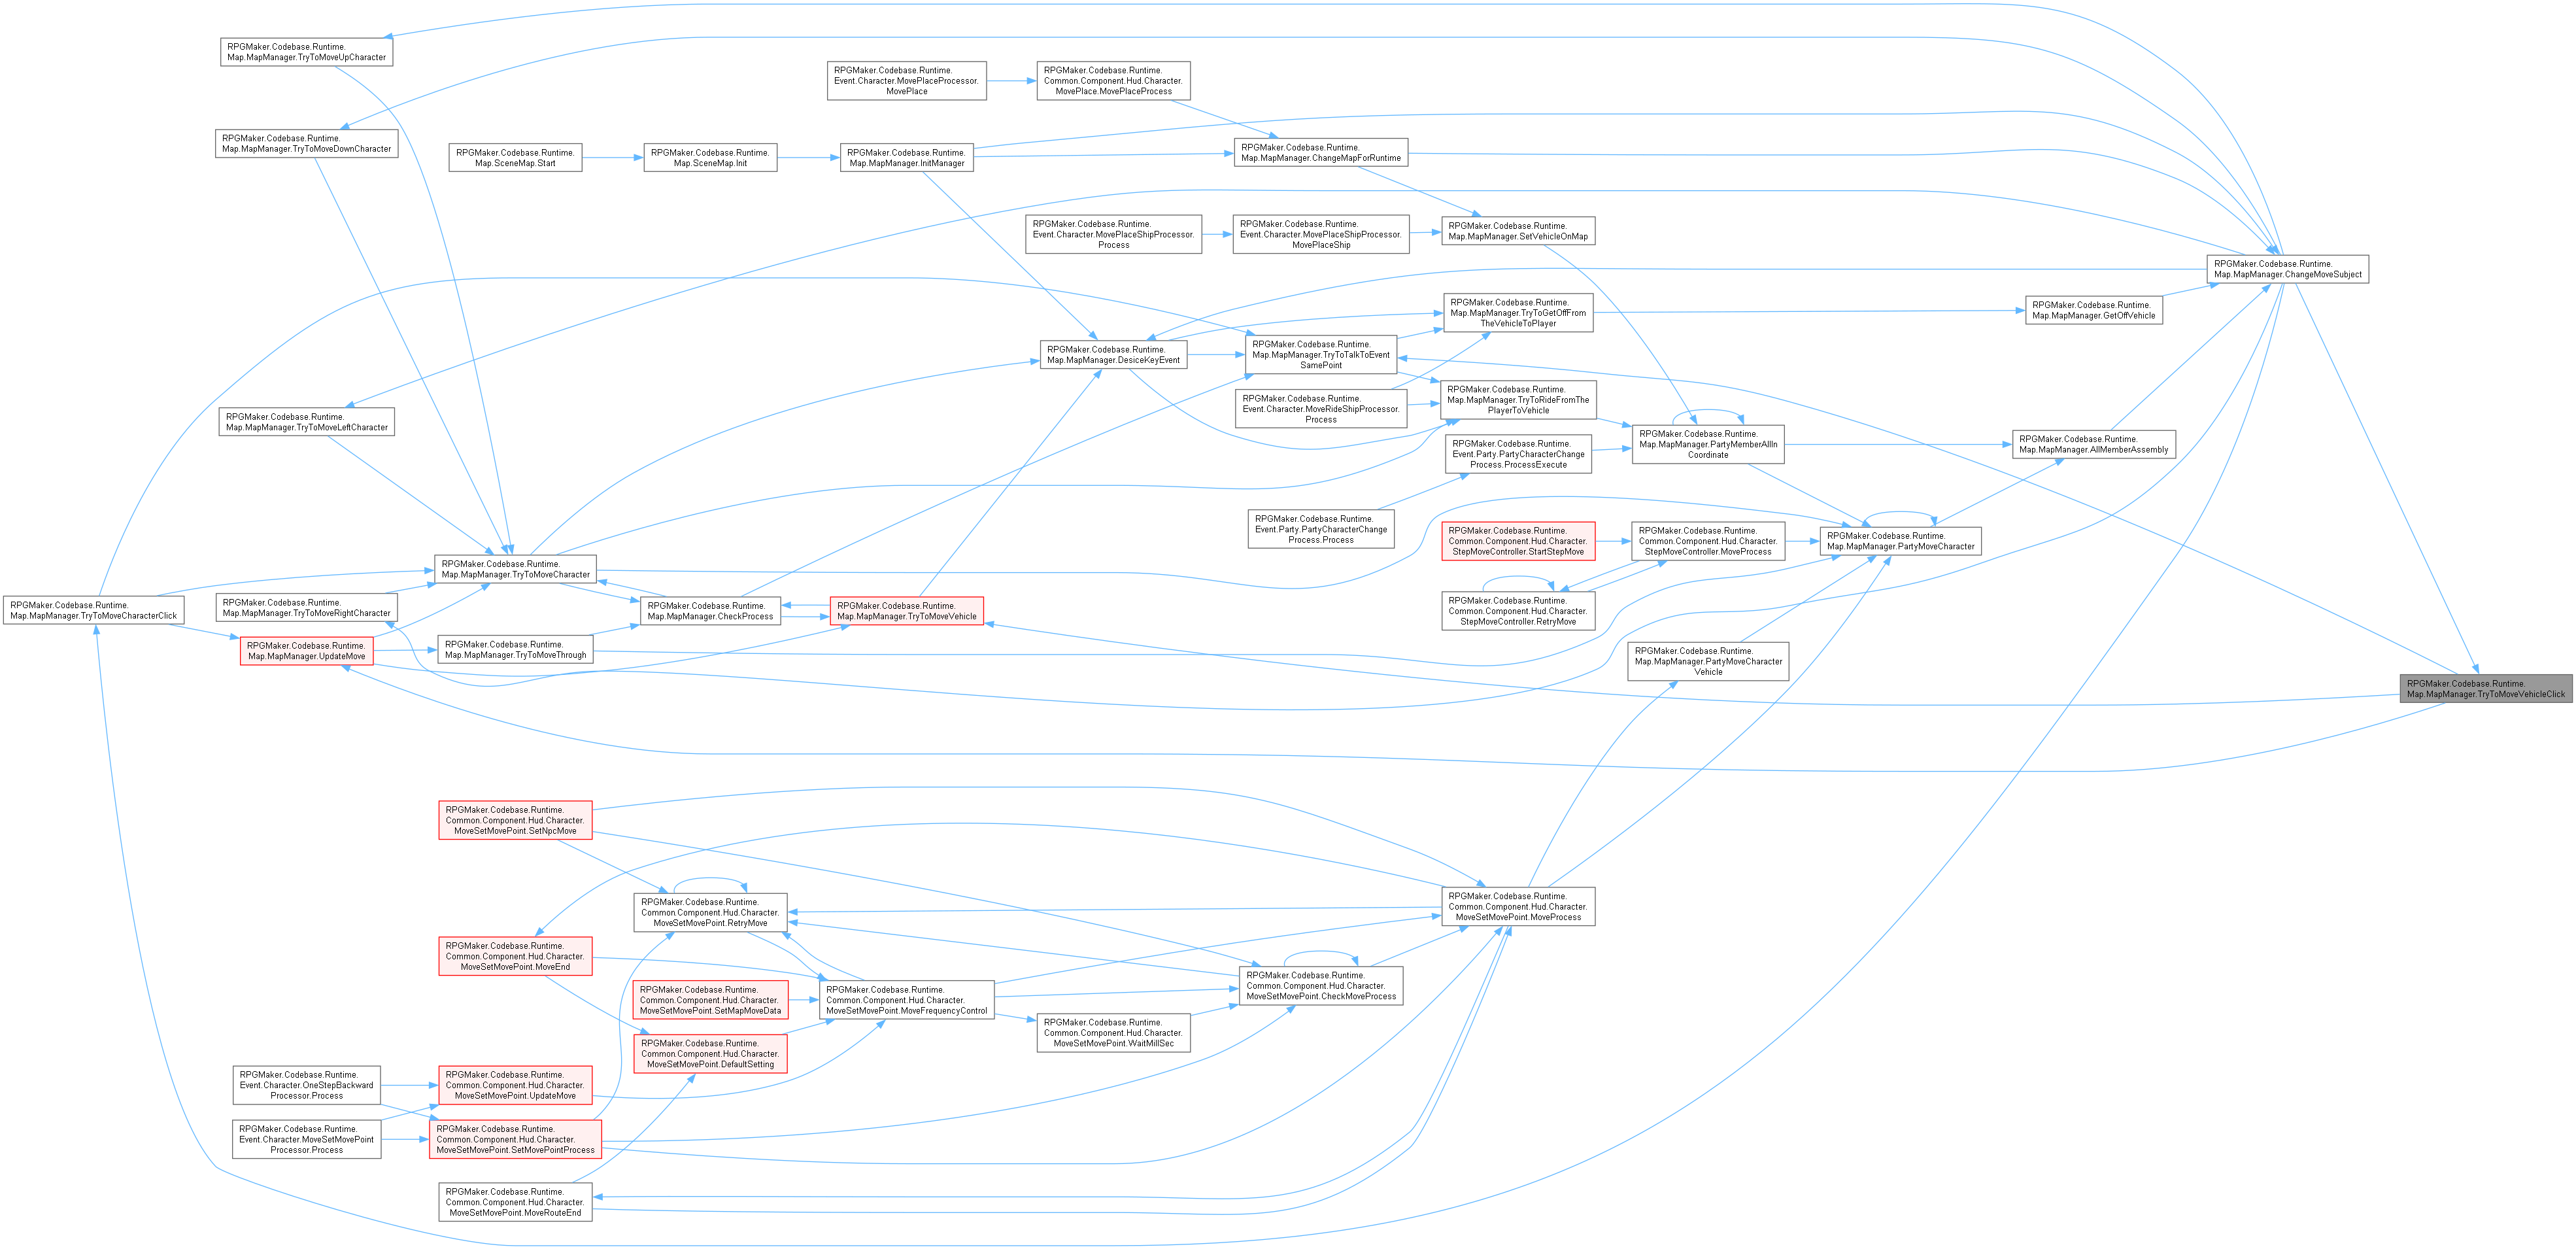 RPGMaker.Codebase.Runtime.
Map.MapManager.TryToMoveUpCharacter
RPGMaker.Codebase.Runtime.
Event.Character.MovePlaceProcessor.
MovePlace
RPGMaker.Codebase.Runtime.
Common.Component.Hud.Character.
MovePlace.MovePlaceProcess
RPGMaker.Codebase.Runtime.
Map.MapManager.TryToMoveDownCharacter
RPGMaker.Codebase.Runtime.
Map.SceneMap.Start
RPGMaker.Codebase.Runtime.
Map.SceneMap.Init
RPGMaker.Codebase.Runtime.
Map.MapManager.InitManager
RPGMaker.Codebase.Runtime.
Map.MapManager.ChangeMapForRuntime
RPGMaker.Codebase.Runtime.
Event.Character.MovePlaceShipProcessor.
Process
RPGMaker.Codebase.Runtime.
Event.Character.MovePlaceShipProcessor.
MovePlaceShip
RPGMaker.Codebase.Runtime.
Map.MapManager.SetVehicleOnMap
RPGMaker.Codebase.Runtime.
Map.MapManager.ChangeMoveSubject
RPGMaker.Codebase.Runtime.
Map.MapManager.TryToGetOffFrom
TheVehicleToPlayer
RPGMaker.Codebase.Runtime.
Map.MapManager.GetOffVehicle
RPGMaker.Codebase.Runtime.
Map.MapManager.DesiceKeyEvent
RPGMaker.Codebase.Runtime.
Map.MapManager.TryToTalkToEvent
SamePoint
RPGMaker.Codebase.Runtime.
Event.Character.MoveRideShipProcessor.
Process
RPGMaker.Codebase.Runtime.
Map.MapManager.TryToRideFromThe
PlayerToVehicle
RPGMaker.Codebase.Runtime.
Map.MapManager.TryToMoveLeftCharacter
RPGMaker.Codebase.Runtime.
Map.MapManager.PartyMemberAllIn
Coordinate
RPGMaker.Codebase.Runtime.
Map.MapManager.AllMemberAssembly
RPGMaker.Codebase.Runtime.
Event.Party.PartyCharacterChange
Process.ProcessExecute
RPGMaker.Codebase.Runtime.
Event.Party.PartyCharacterChange
Process.Process
RPGMaker.Codebase.Runtime.
Common.Component.Hud.Character.
StepMoveController.StartStepMove
RPGMaker.Codebase.Runtime.
Common.Component.Hud.Character.
StepMoveController.MoveProcess
RPGMaker.Codebase.Runtime.
Map.MapManager.PartyMoveCharacter
RPGMaker.Codebase.Runtime.
Map.MapManager.TryToMoveCharacter
RPGMaker.Codebase.Runtime.
Map.MapManager.TryToMoveCharacterClick
RPGMaker.Codebase.Runtime.
Map.MapManager.TryToMoveRightCharacter
RPGMaker.Codebase.Runtime.
Map.MapManager.CheckProcess
RPGMaker.Codebase.Runtime.
Map.MapManager.TryToMoveVehicle
RPGMaker.Codebase.Runtime.
Common.Component.Hud.Character.
StepMoveController.RetryMove
RPGMaker.Codebase.Runtime.
Map.MapManager.UpdateMove
RPGMaker.Codebase.Runtime.
Map.MapManager.TryToMoveThrough
RPGMaker.Codebase.Runtime.
Map.MapManager.PartyMoveCharacter
Vehicle
RPGMaker.Codebase.Runtime.
Map.MapManager.TryToMoveVehicleClick
RPGMaker.Codebase.Runtime.
Common.Component.Hud.Character.
MoveSetMovePoint.SetNpcMove
RPGMaker.Codebase.Runtime.
Common.Component.Hud.Character.
MoveSetMovePoint.RetryMove
RPGMaker.Codebase.Runtime.
Common.Component.Hud.Character.
MoveSetMovePoint.MoveProcess
RPGMaker.Codebase.Runtime.
Common.Component.Hud.Character.
MoveSetMovePoint.MoveEnd
RPGMaker.Codebase.Runtime.
Common.Component.Hud.Character.
MoveSetMovePoint.SetMapMoveData
RPGMaker.Codebase.Runtime.
Common.Component.Hud.Character.
MoveSetMovePoint.MoveFrequencyControl
RPGMaker.Codebase.Runtime.
Common.Component.Hud.Character.
MoveSetMovePoint.CheckMoveProcess
RPGMaker.Codebase.Runtime.
Common.Component.Hud.Character.
MoveSetMovePoint.WaitMillSec
RPGMaker.Codebase.Runtime.
Common.Component.Hud.Character.
MoveSetMovePoint.DefaultSetting
RPGMaker.Codebase.Runtime.
Event.Character.OneStepBackward
Processor.Process
RPGMaker.Codebase.Runtime.
Common.Component.Hud.Character.
MoveSetMovePoint.UpdateMove
RPGMaker.Codebase.Runtime.
Event.Character.MoveSetMovePoint
Processor.Process
RPGMaker.Codebase.Runtime.
Common.Component.Hud.Character.
MoveSetMovePoint.SetMovePointProcess
RPGMaker.Codebase.Runtime.
Common.Component.Hud.Character.
MoveSetMovePoint.MoveRouteEnd